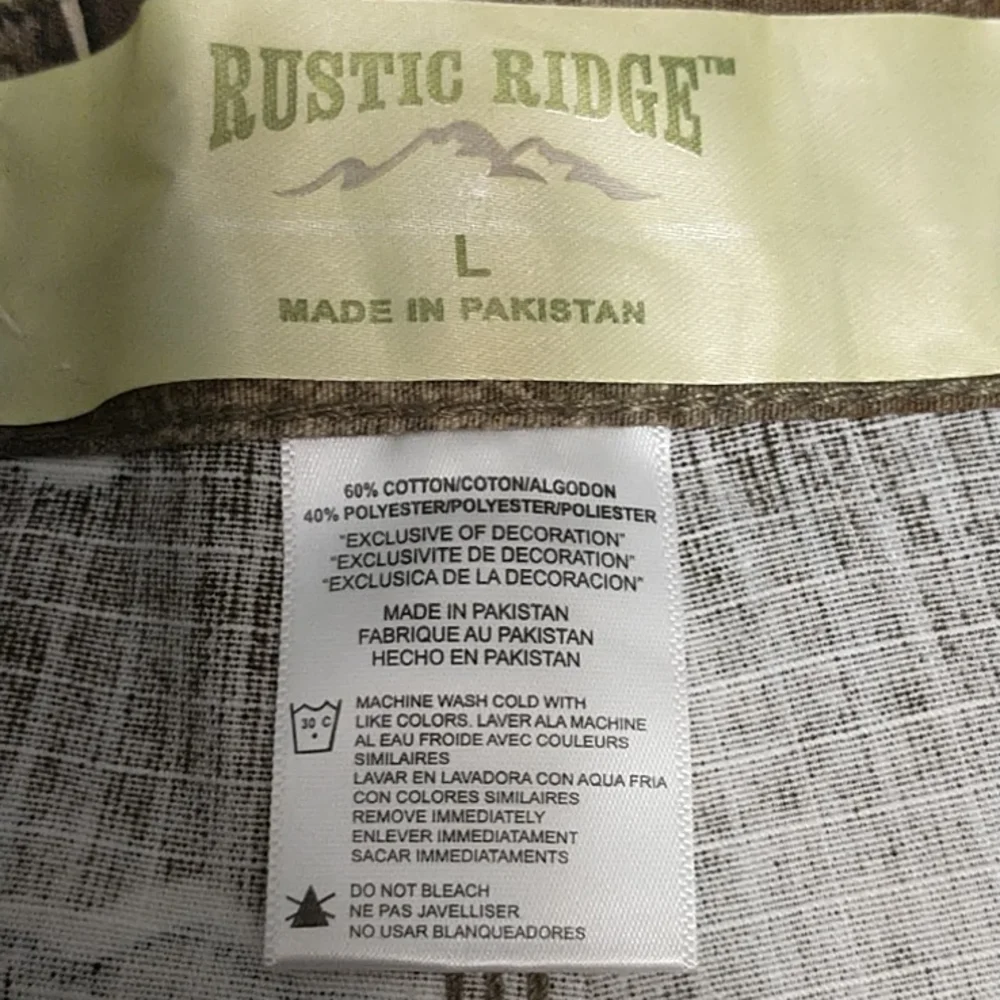 RUSTIC RIDGE™
L
MADE IN PAKISTAN
60% COTTON/COTON/ALGODON
40% POLYESTER/POLYESTER/POLIESTER
"EXCLUSIVE OF DECORATION"
"EXCLUSIVITE DE DECORATION"
"EXCLUSICA DE LA DECORACION"
MADE IN PAKISTAN
FABRIQUE AU PAKISTAN
HECHO EN PAKISTAN
30 C
MACHINE WASH COLD WITH
LIKE COLORS. LAVER ALA MACHINE
AL EAU FROIDE AVEC COULEURS
SIMILAIRES
LAVAR EN LAVADORA CON AQUA FRIA
CON COLORES SIMILAIRES
REMOVE IMMEDIATELY
ENLEVER IMMEDIATAMENT
SACAR IMMEDIATAMENTS
DO NOT BLEACH
NE PAS JAVELLISER
NO USAR BLANQUEADORES